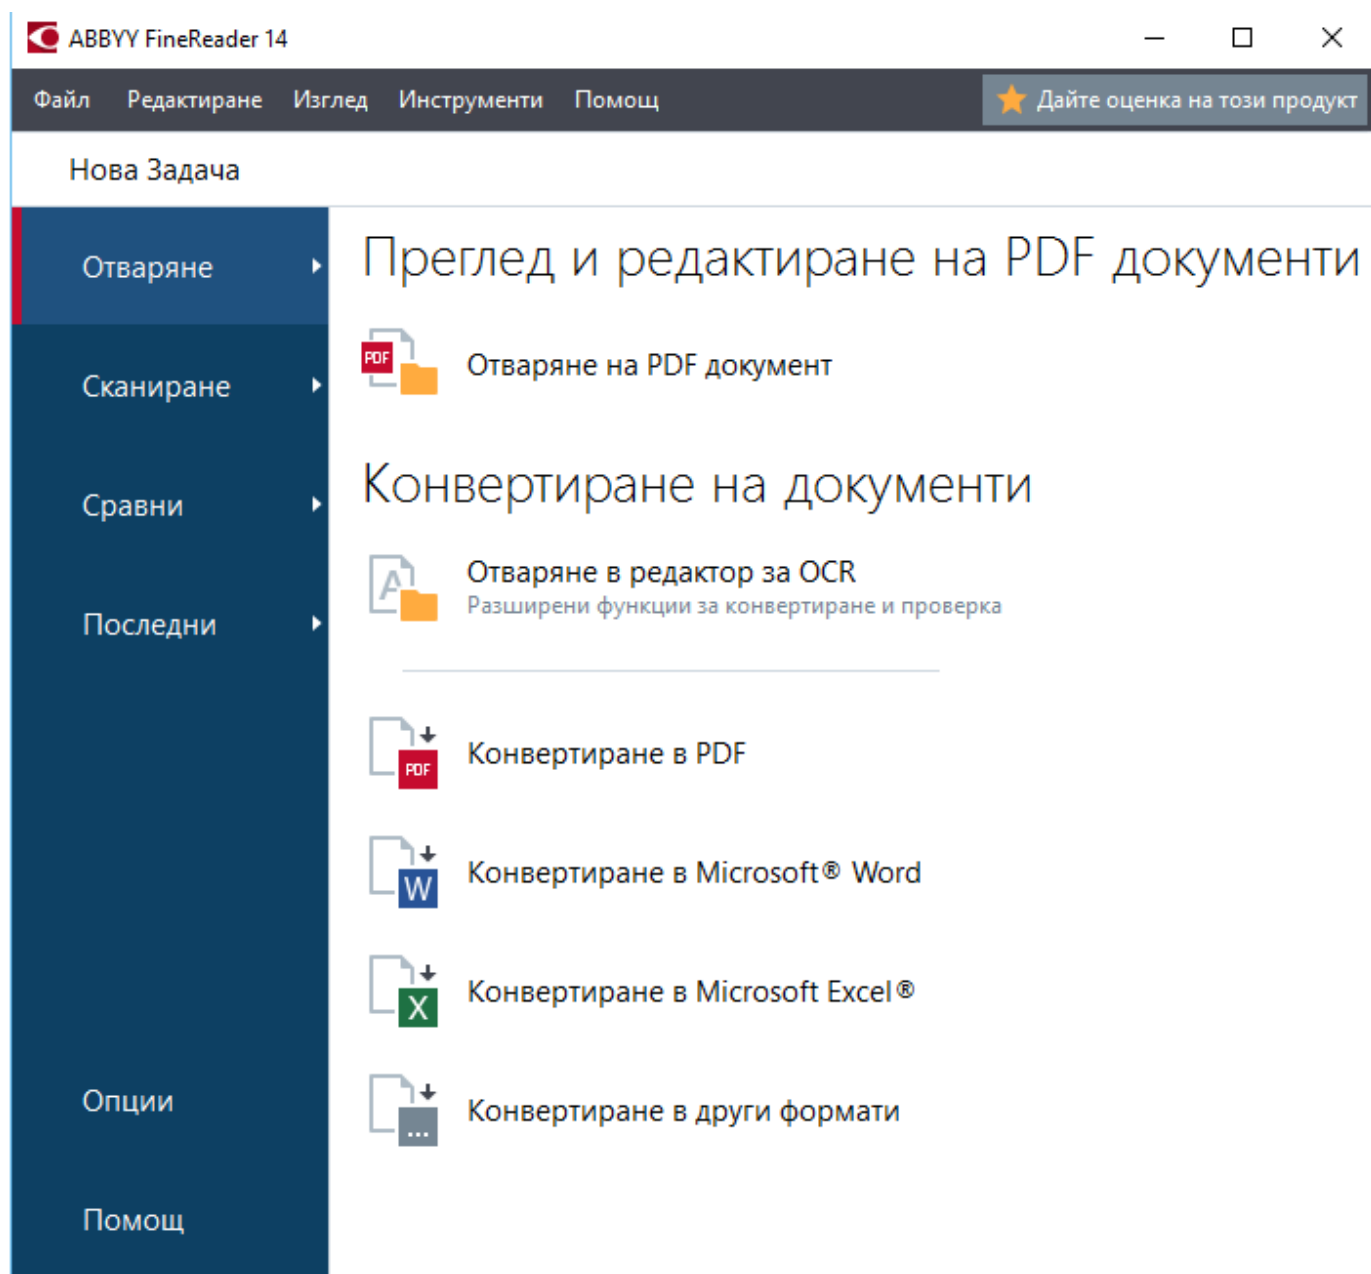 ABBYY FineReader 14
Файл Редактиране Изглед Инструменти Помощ Дайте оценка на този продукт
Нова Задача
Отваряне
Сканиране
Сравни
Последни
Опции
Помощ
Преглед и редактиране на PDF документи
PDF Отваряне на PDF документ
Конвертиране на документи
A Отваряне в редактор за OCR
Разширени функции за конвертиране и проверка
PDF Конвертиране в PDF
W Конвертиране в Microsoft® Word
X Конвертиране в Microsoft Excel®
... Конвертиране в други формати